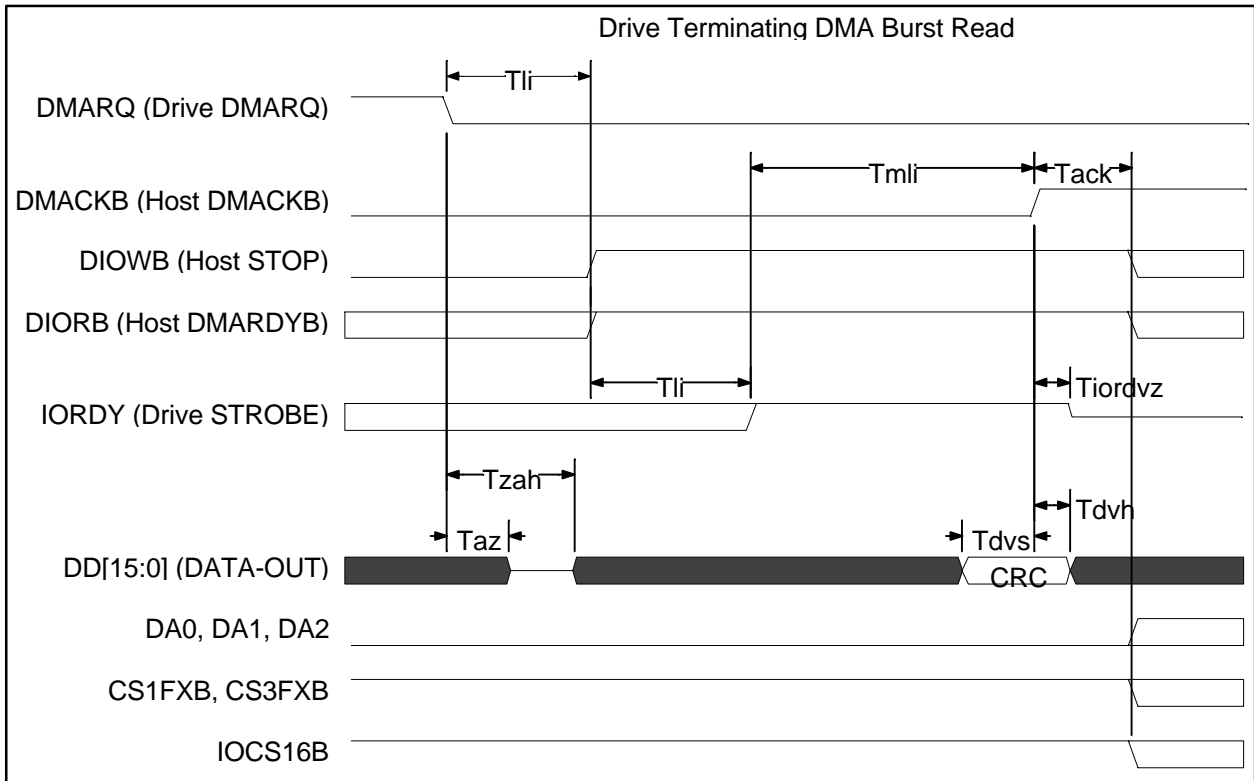 Drive Terminating DMA Burst Read
Tli
DMARQ (Drive DMARQ)
Tmli
Tack
DMACKB (Host DMACKB)
DIOWB (Host STOP)
DIORB (Host DMARDYB)
Tli
Tiordvz
IORDY (Drive STROBE)
Tzah
Tdvh
Taz
Tdvs
DD[15:0] (DATA-OUT)
CRC
DA0, DA1, DA2
CS1FXB, CS3FXB
IOCS16B